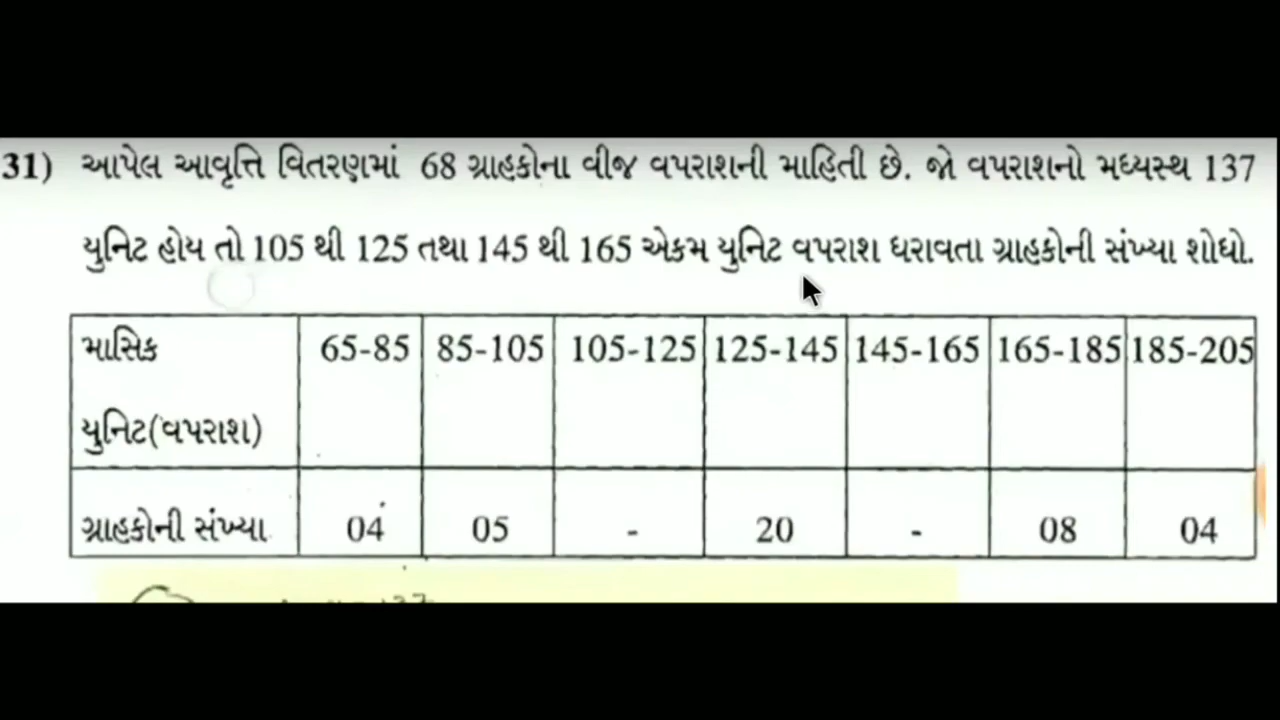 31) આપેલ આવૃત્તિ વિતરણમાં 68 ગ્રાહકોના વીજ વપરાશની માહિતી છે. જો વપરાશનો મધ્યસ્થ 137
યુનિટ હોય તો 105 થી 125 તથા 145 થી 165 એકમ યુનિટ વપરાશ ધરાવતા ગ્રાહકોની સંખ્યા શોધો.
માસિક 65-85 85-105 105-125 125-145 145-165 165-185 185-205
યુનિટ(વપરાશ)
ગ્રાહકોની સંખ્યા 04 05 - 20 - 08 04